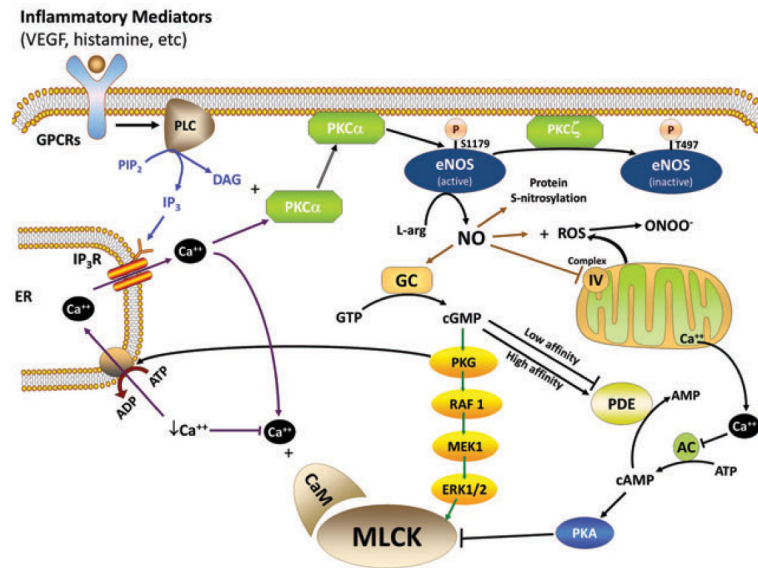 Inflammatory Mediators
(VEGF, histamine, etc)
GPCRs
PLC
PIP₂
DAG
IP₃
+
PKCα
PKCα
P
S1179
eNOS
(active)
PKCζ
P
T497
eNOS
(inactive)
L-arg
NO
Protein
S-nitrosylation
+ ROS
ONOO⁻
Complex
IV
IP₃R
ER
Ca⁺⁺
Ca⁺⁺
GC
GTP
cGMP
Low affinity
High affinity
Ca⁺⁺
PKG
RAF 1
MEK1
ERK1/2
PDE
AMP
Ca⁺⁺
AC
cAMP
ATP
ATP
ADP
↓Ca⁺⁺
Ca⁺⁺
+
CaM
MLCK
PKA